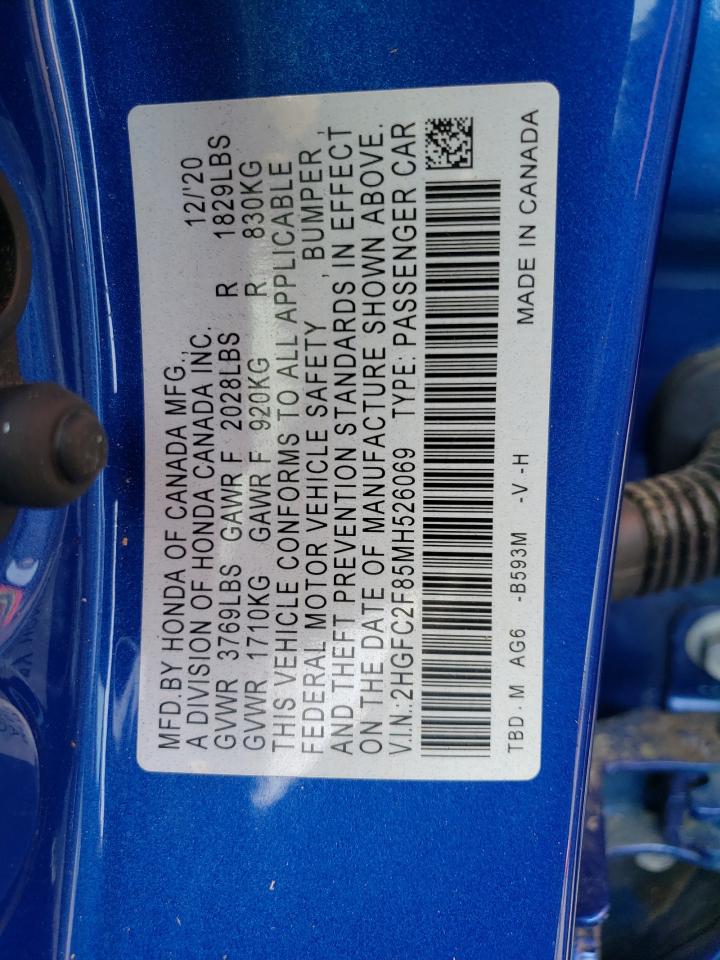 MFD.BY HONDA OF CANADA MFG., 12/'20
A DIVISION OF HONDA CANADA INC.
GVWR 3769LBS GAWR F 2028LBS R 1829LBS
GVWR 1710KG GAWR F 920KG R 830KG
THIS VEHICLE CONFORMS TO ALL APPLICABLE
FEDERAL MOTOR VEHICLE SAFETY , BUMPER ,
AND THEFT PREVENTION STANDARDS IN EFFECT
ON THE DATE OF MANUFACTURE SHOWN ABOVE.
V.I.N.:2HGFC2F85MH526069 TYPE: PASSENGER CAR
TBD . M AG6 -B593M -V -H MADE IN CANADA